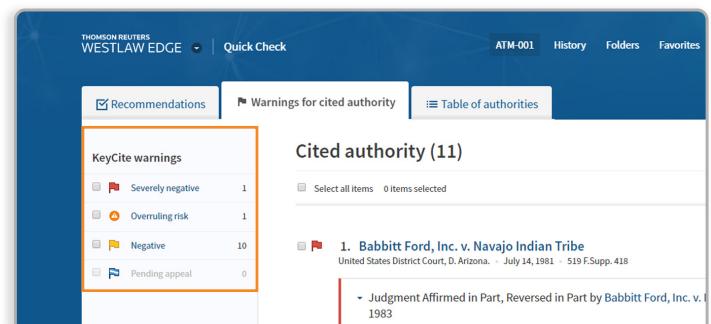 THOMSON REUTERS
WESTLAW EDGE Quick Check ATM-001 History Folders Favorites
Recommendations Warnings for cited authority Table of authorities
KeyCite warnings
Severely negative 1
Overruling risk 1
Negative 10
Pending appeal 0
Cited authority (11)
Select all items 0 items selected
1. Babbitt Ford, Inc. v. Navajo Indian Tribe
United States District Court, D. Arizona. · July 14, 1981 · 519 F.Supp. 418
Judgment Affirmed in Part, Reversed in Part by Babbitt Ford, Inc. v.
1983